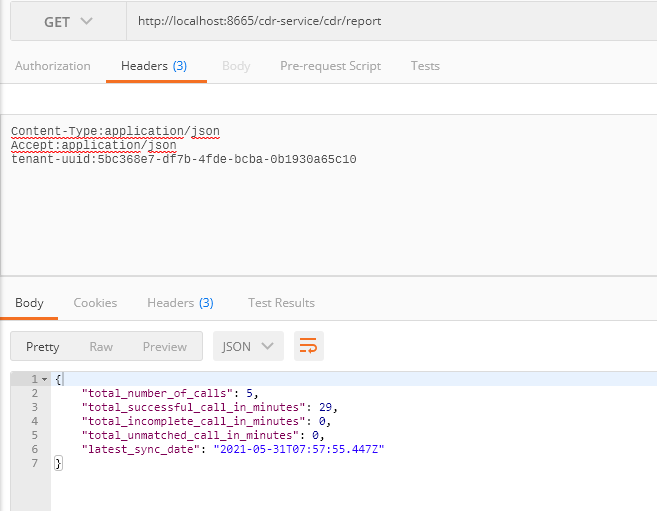 GET http://localhost:8665/cdr-service/cdr/report
Authorization Headers (3) Body Pre-request Script Tests
Content-Type:application/json
Accept:application/json
tenant-uuid:5bc368e7-df7b-4fde-bcba-0b1930a65c10
Body Cookies Headers (3) Test Results
Pretty Raw Preview JSON
1 {
2 "total_number_of_calls": 5,
3 "total_successful_call_in_minutes": 29,
4 "total_incomplete_call_in_minutes": 0,
5 "total_unmatched_call_in_minutes": 0,
6 "latest_sync_date": "2021-05-31T07:57:55.447Z"
7 }